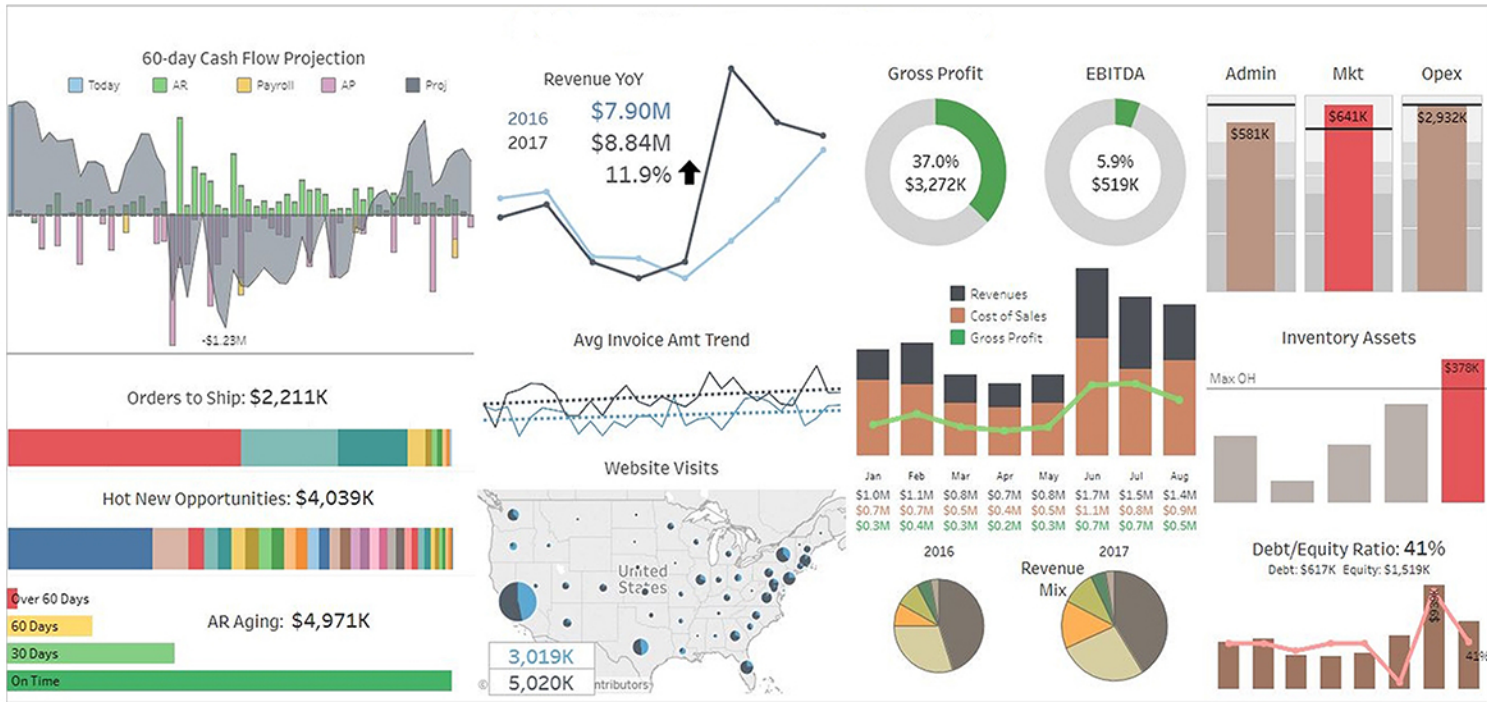 60-day Cash Flow Projection
Today AR Payroll AP Proj
-$1.23M
Orders to Ship: $2,211K
Hot New Opportunities: $4,039K
AR Aging: $4,971K
Over 60 Days
60 Days
30 Days
On Time
Revenue YoY
2016 $7.90M
2017 $8.84M
11.9%
Avg Invoice Amt Trend
Website Visits
United
States
3,019K
5,020K
©
ntributors
Gross Profit
37.0%
$3,272K
EBITDA
5.9%
$519K
Revenues
Cost of Sales
Gross Profit
Jan Feb Mar Apr May Jun Jul Aug
$1.0M $1.1M $0.8M $0.7M $0.8M $1.7M $1.5M $1.4M
$0.7M $0.7M $0.5M $0.4M $0.5M $1.1M $0.8M $0.9M
$0.3M $0.4M $0.3M $0.2M $0.3M $0.7M $0.7M $0.5M
2016
2017
Revenue
Mix
Admin Mkt Opex
$581K
$641K
$2,932K
Inventory Assets
Max OH
$378K
Debt/Equity Ratio: 41%
Debt: $617K Equity: $1,519K
41%